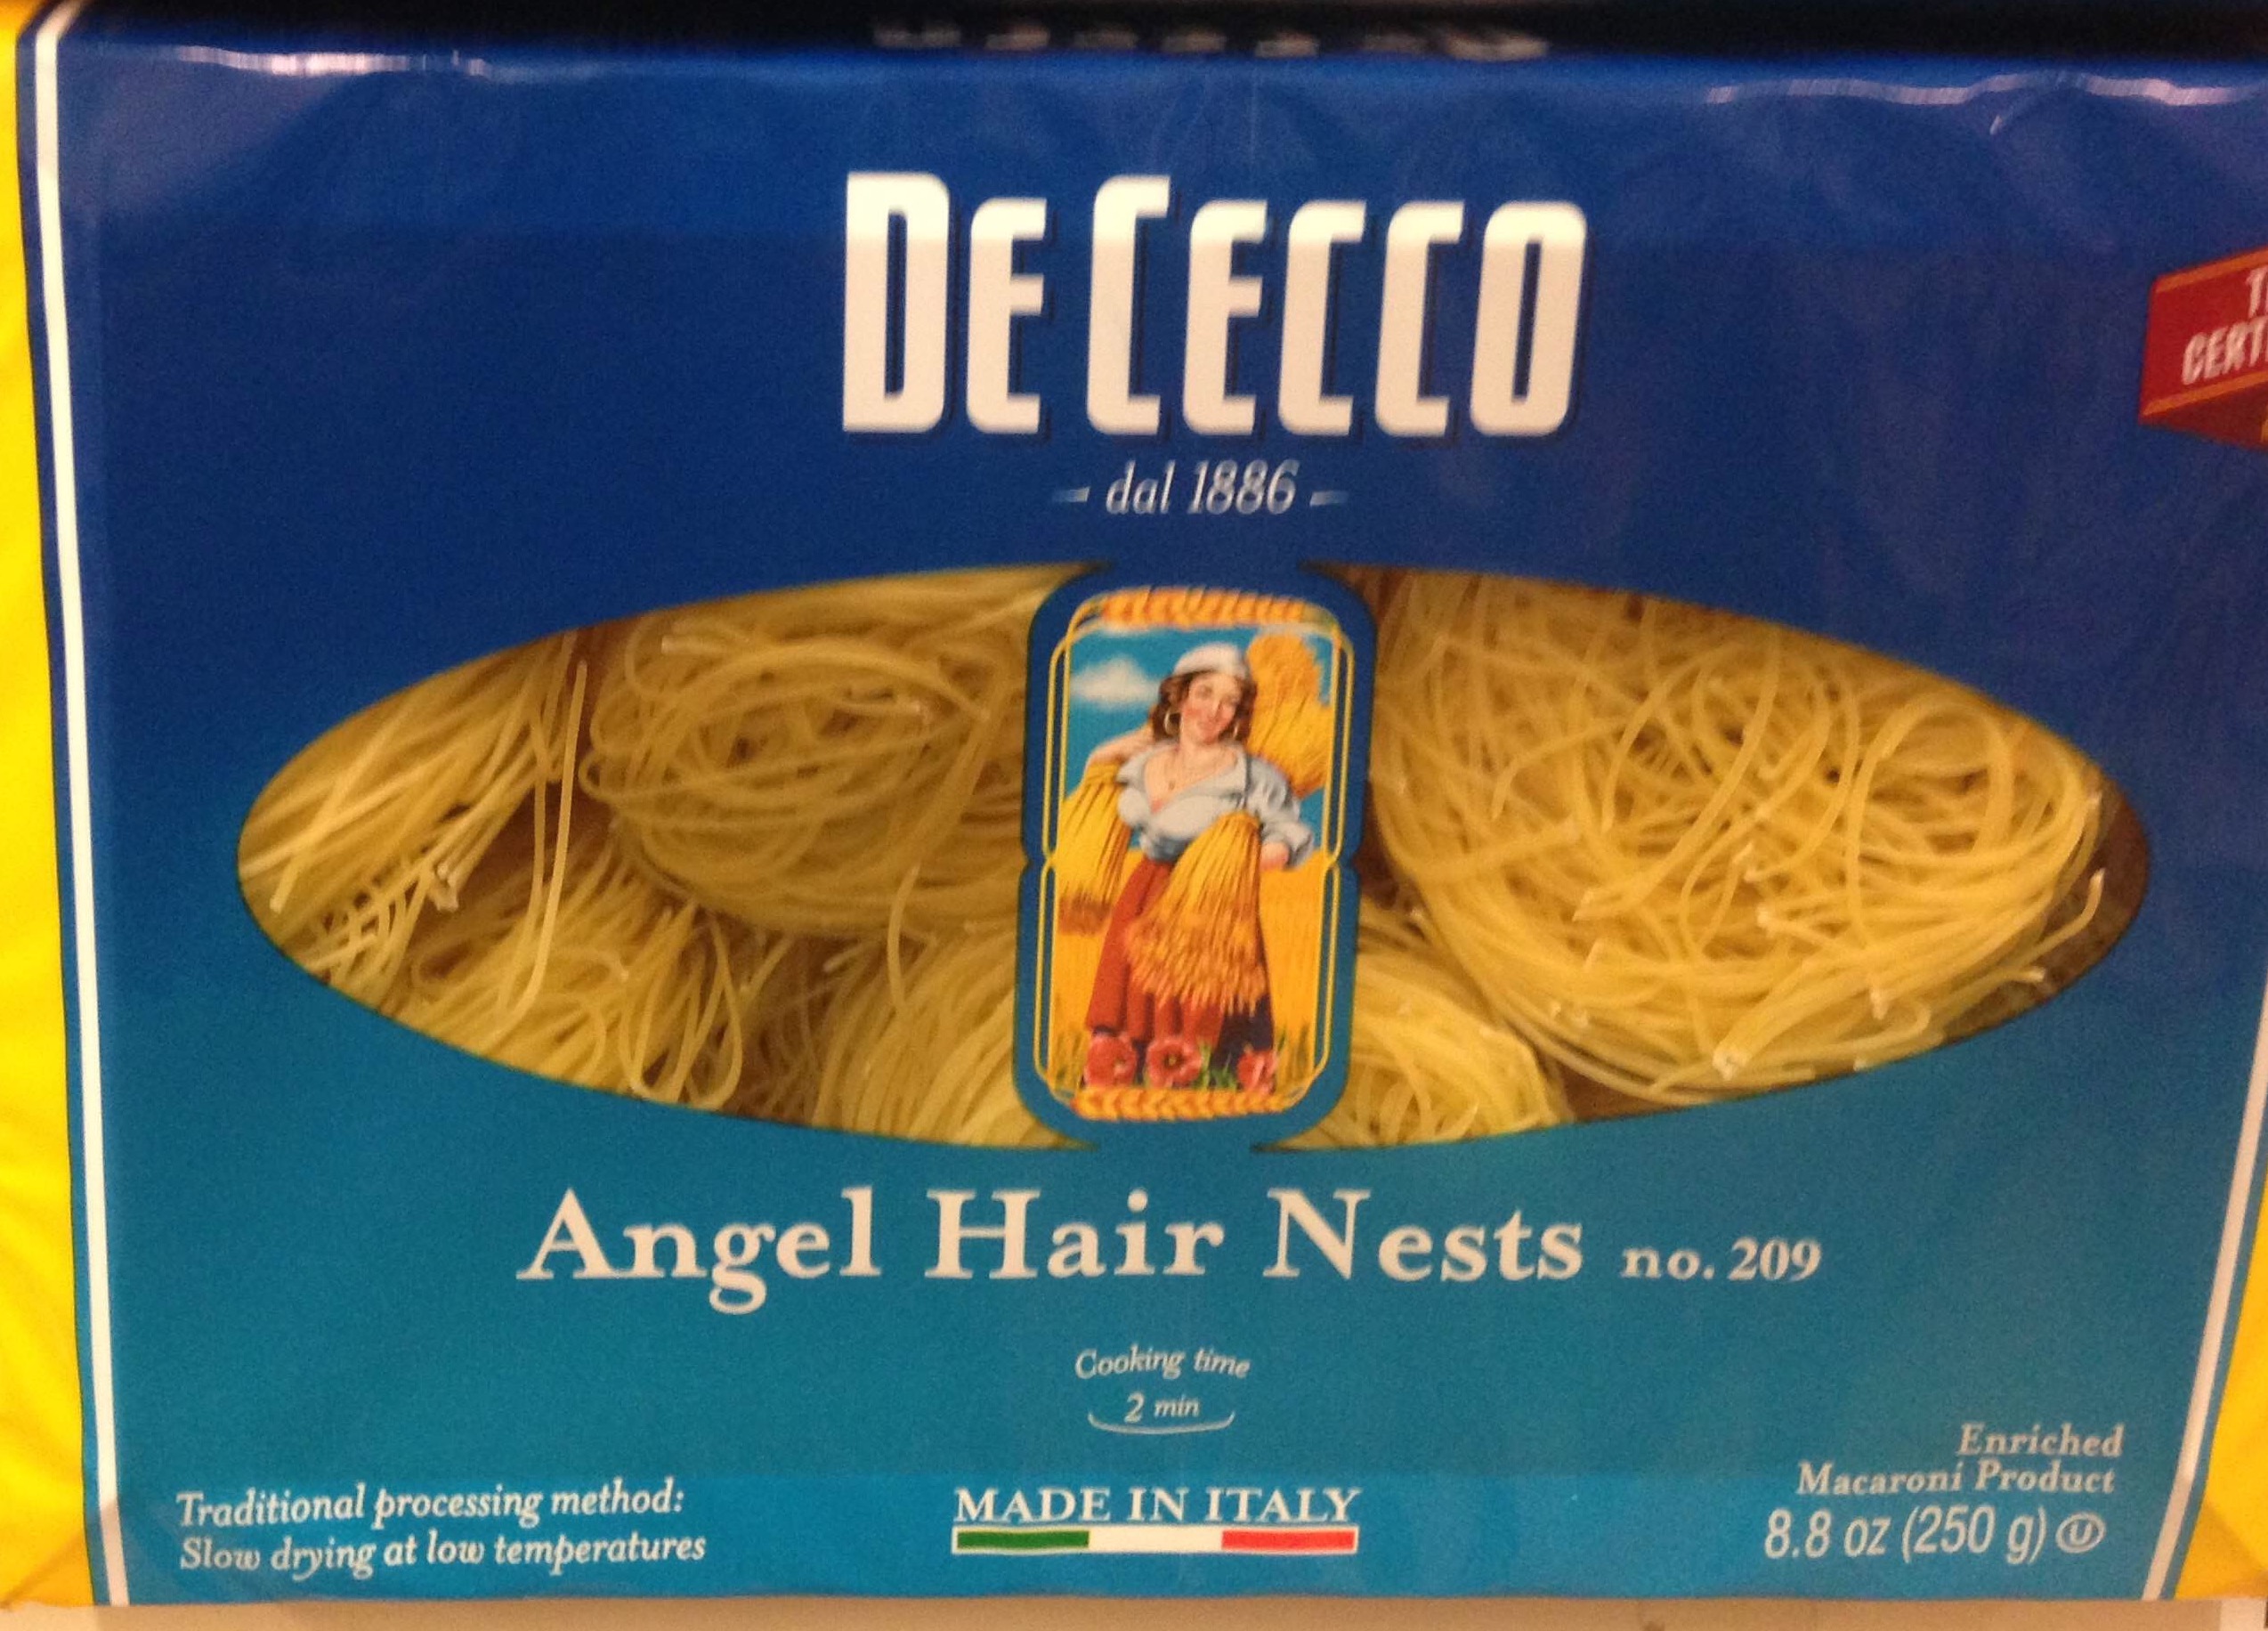 DE CECCO
- dal 1886 -
CERT
Angel Hair Nests no. 209
Cooking time
2 min
Traditional processing method:
Slow drying at low temperatures
MADE IN ITALY
Enriched
Macaroni Product
8.8 oz (250 g) U